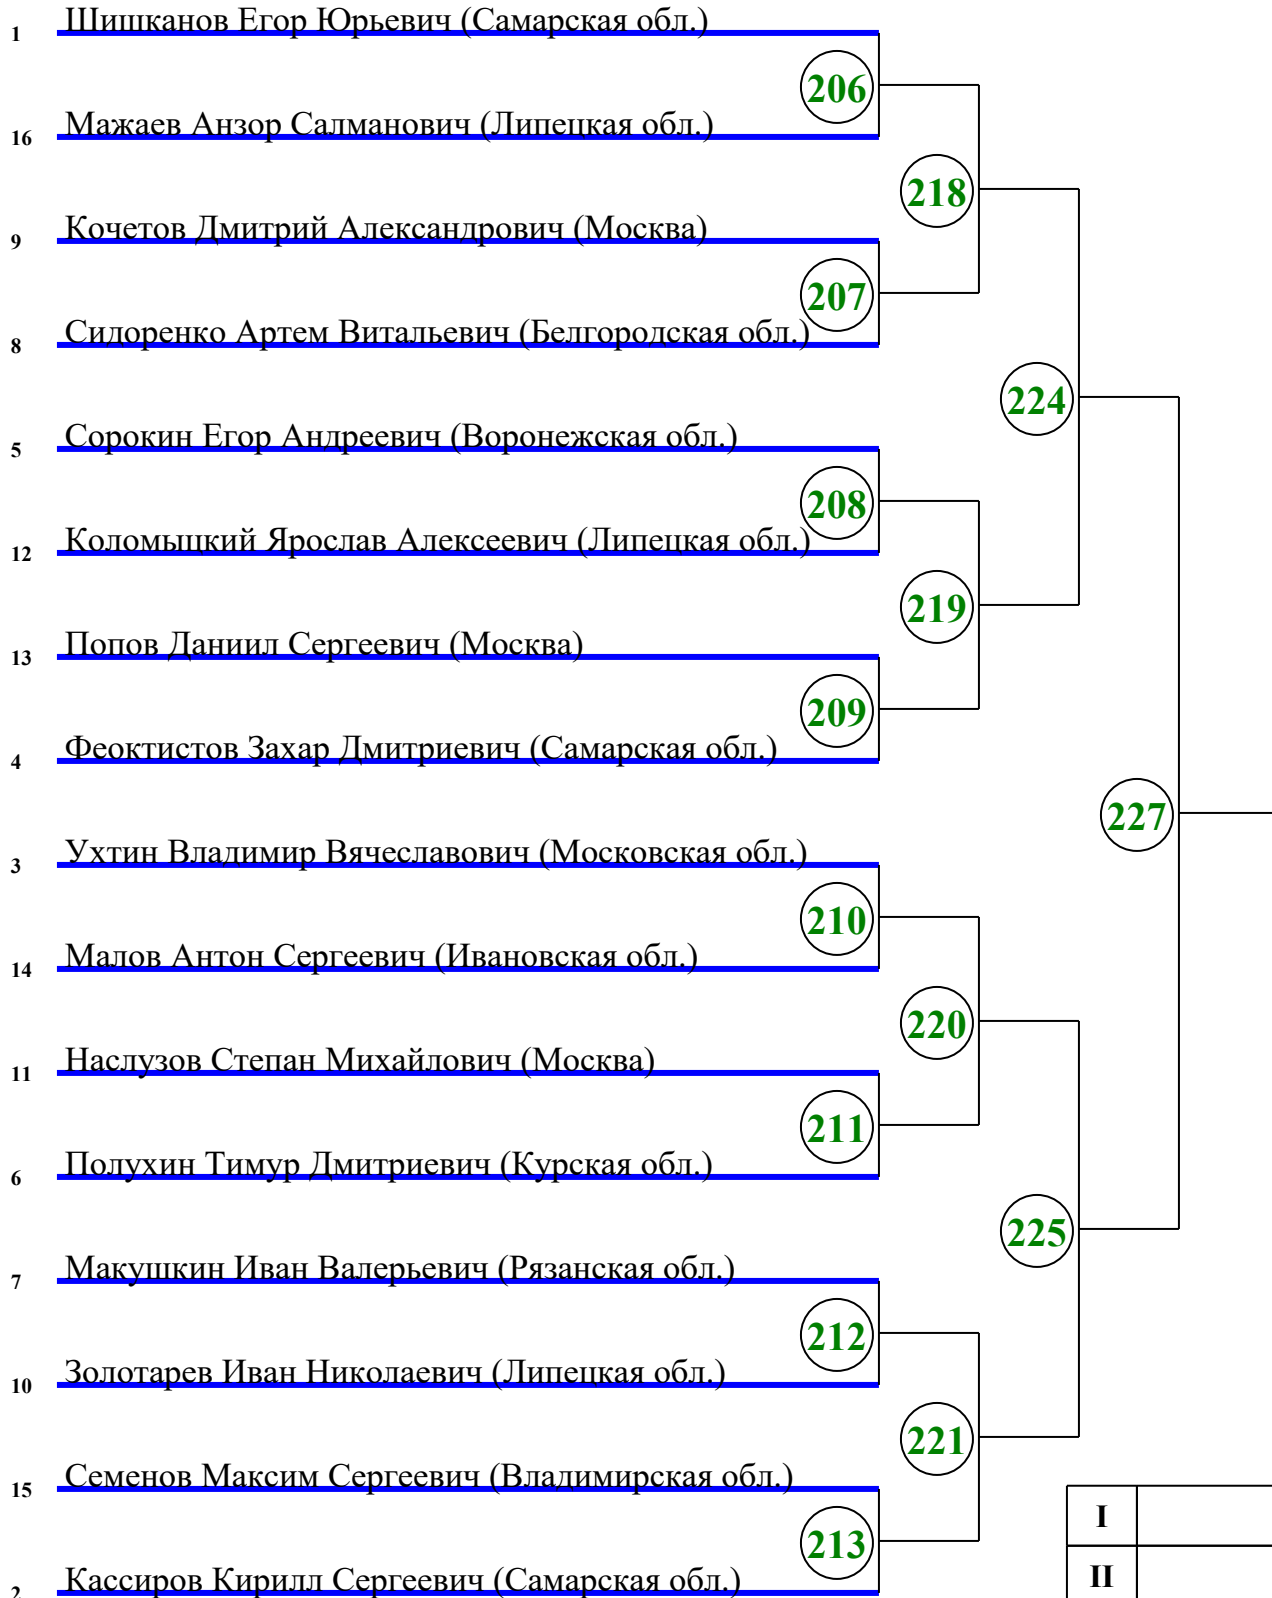 1 Шишканов Егор Юрьевич (Самарская обл.)
206
16 Мажаев Анзор Салманович (Липецкая обл.)
218
9 Кочетов Дмитрий Александрович (Москва)
207
8 Сидоренко Артем Витальевич (Белгородская обл.)
224
5 Сорокин Егор Андреевич (Воронежская обл.)
208
12 Коломыцкий Ярослав Алексеевич (Липецкая обл.)
219
13 Попов Даниил Сергеевич (Москва)
209
4 Феоктистов Захар Дмитриевич (Самарская обл.)
227
3 Ухтин Владимир Вячеславович (Московская обл.)
210
14 Малов Антон Сергеевич (Ивановская обл.)
220
11 Наслузов Степан Михайлович (Москва)
211
6 Полухин Тимур Дмитриевич (Курская обл.)
225
7 Макушкин Иван Валерьевич (Рязанская обл.)
212
10 Золотарев Иван Николаевич (Липецкая обл.)
221
15 Семенов Максим Сергеевич (Владимирская обл.)
I
213
2 Кассиров Кирилл Сергеевич (Самарская обл.)
II